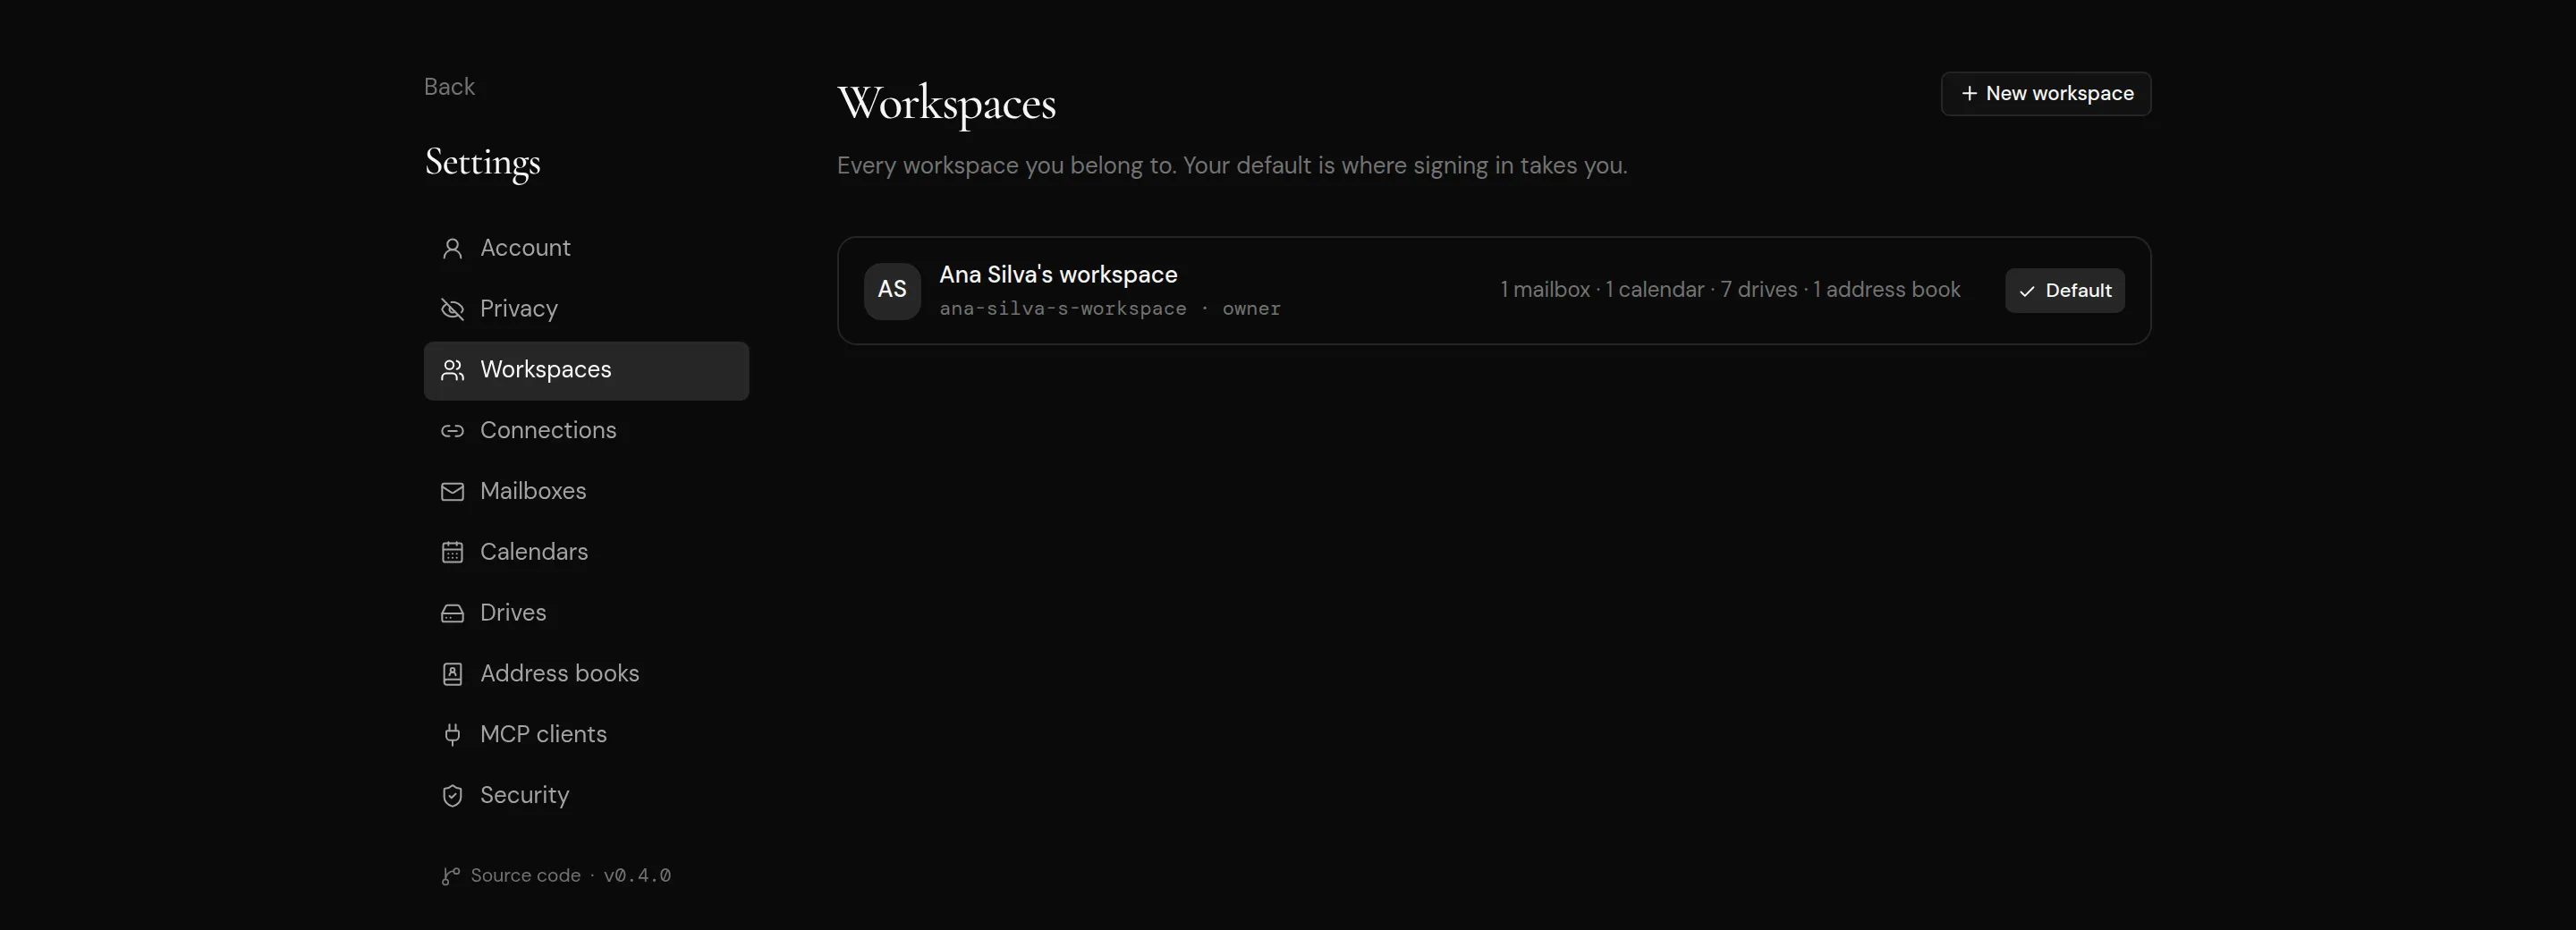 Back
Settings
Account
Privacy
Workspaces
Connections
Mailboxes
Calendars
Drives
Address books
MCP clients
Security
Source code · v0.4.0
Workspaces
+ New workspace
Every workspace you belong to. Your default is where signing in takes you.
AS
Ana Silva's workspace
ana-silva-s-workspace · owner
1 mailbox · 1 calendar · 7 drives · 1 address book
Default